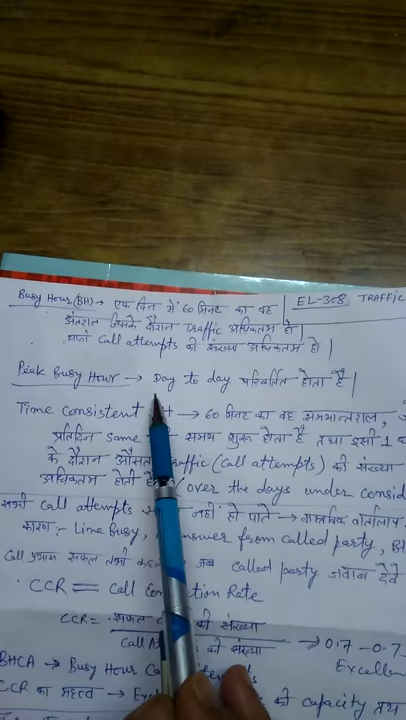 Busy Hour (BH) → एक दिन में 60 मिनट का वह
EL-308 TRAFFIC
अंतराल जिसके दौरान Traffic अधिकतम हो।
call attempts की संख्या अधिकतम हो।
Peak Busy Hour → Day to day परिवर्तित होता है।
Time consistent → 60 मिनट का वह समयान्तराल,
प्रतिदिन same समय शुरू होता है तथा इसी 1
के दौरान औसत Traffic (call attempts) की संख्या
अधिकतम होती (over the days under consid
सभी call attempts नहीं हो पाते → वास्तविक वार्तालाप
कारण:- Line Busy, answer from called party, B
Call प्रयास सफल तभी जब called party जवाब देवे
CCR = Call Rate
CCR = सफल की संख्या
Call की संख्या → 0.7 - 0.7
Excellen
BHCA → Busy Hour
CCR का महत्व → की capacity तय